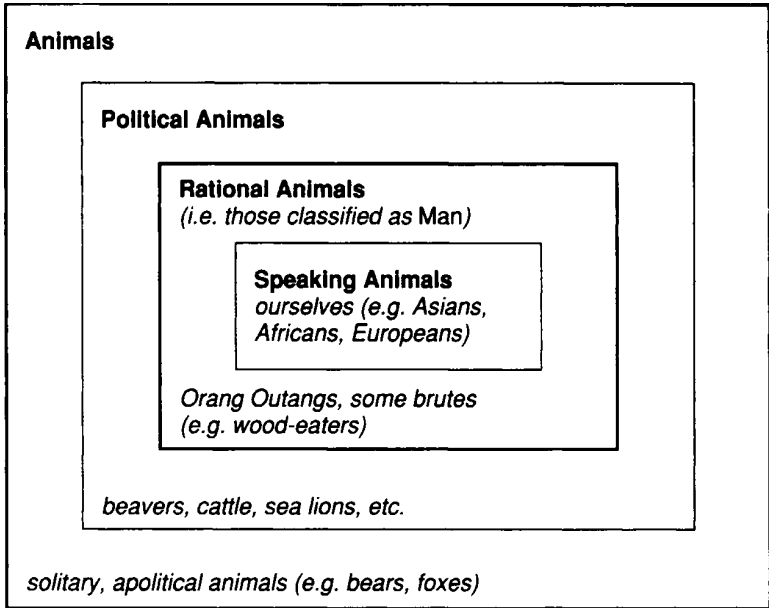 Animals
Political Animals
Rational Animals
(i.e. those classified as Man)
Speaking Animals
ourselves (e.g. Asians,
Africans, Europeans)
Orang Outangs, some brutes
(e.g. wood-eaters)
beavers, cattle, sea lions, etc.
solitary, apolitical animals (e.g. bears, foxes)